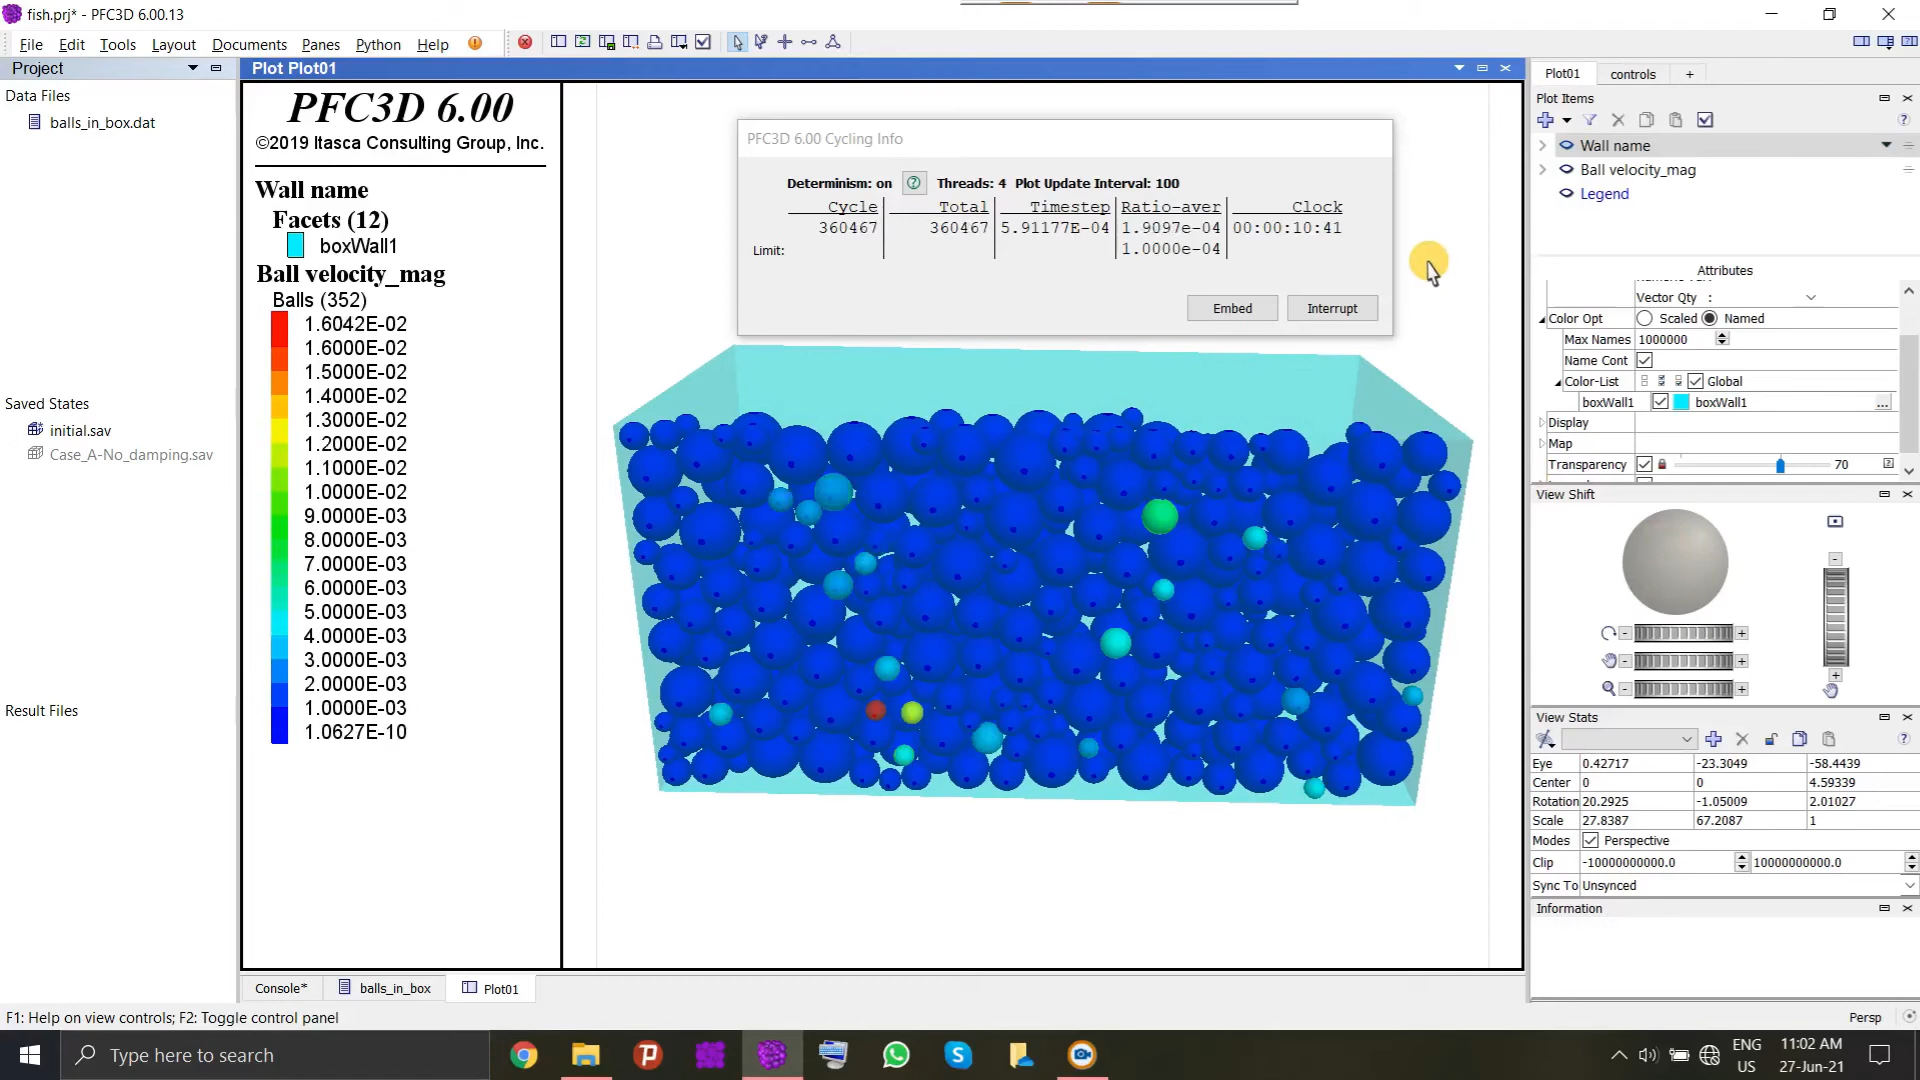 fish.prj* - PFC3D 6.00.13
File Edit Tools Layout Documents Panes Python Help
Project
Data Files
balls_in_box.dat
Saved States
initial.sav
Case_A-No_damping.sav
Result Files
Plot Plot01
PFC3D 6.00
©2019 Itasca Consulting Group, Inc.
Wall name
Facets (12)
boxWall1
Ball velocity_mag
Balls (352)
1.6042E-02
1.6000E-02
1.5000E-02
1.4000E-02
1.3000E-02
1.2000E-02
1.1000E-02
1.0000E-02
9.0000E-03
8.0000E-03
7.0000E-03
6.0000E-03
5.0000E-03
4.0000E-03
3.0000E-03
2.0000E-03
1.0000E-03
1.0627E-10
PFC3D 6.00 Cycling Info
Determinism: on Threads: 4 Plot Update Interval: 100
Cycle Total Timestep Ratio-aver Clock
360467 360467 5.91177E-04 1.9097e-04 00:00:10:41
Limit: 1.0000e-04
Embed Interrupt
Console* balls_in_box Plot01
Plot01 controls +
Plot Items
Wall name
Ball velocity_mag
Legend
Attributes
Vector Qty :
Color Opt Scaled Named
Max Names 1000000
Name Cont
Color-List Global
boxWall1 boxWall1 ...
Display
Map
Transparency 70
View Shift
View Stats
Eye 0.42717 -23.3049 -58.4439
Center 0 0 4.59339
Rotation 20.2925 -1.05009 2.01027
Scale 27.8387 67.2087 1
Modes Perspective
Clip -10000000000.0 10000000000.0
Sync To Unsynced
Information
F1: Help on view controls; F2: Toggle control panel
Persp
Type here to search
ENG
US
11:02 AM
27-Jun-21